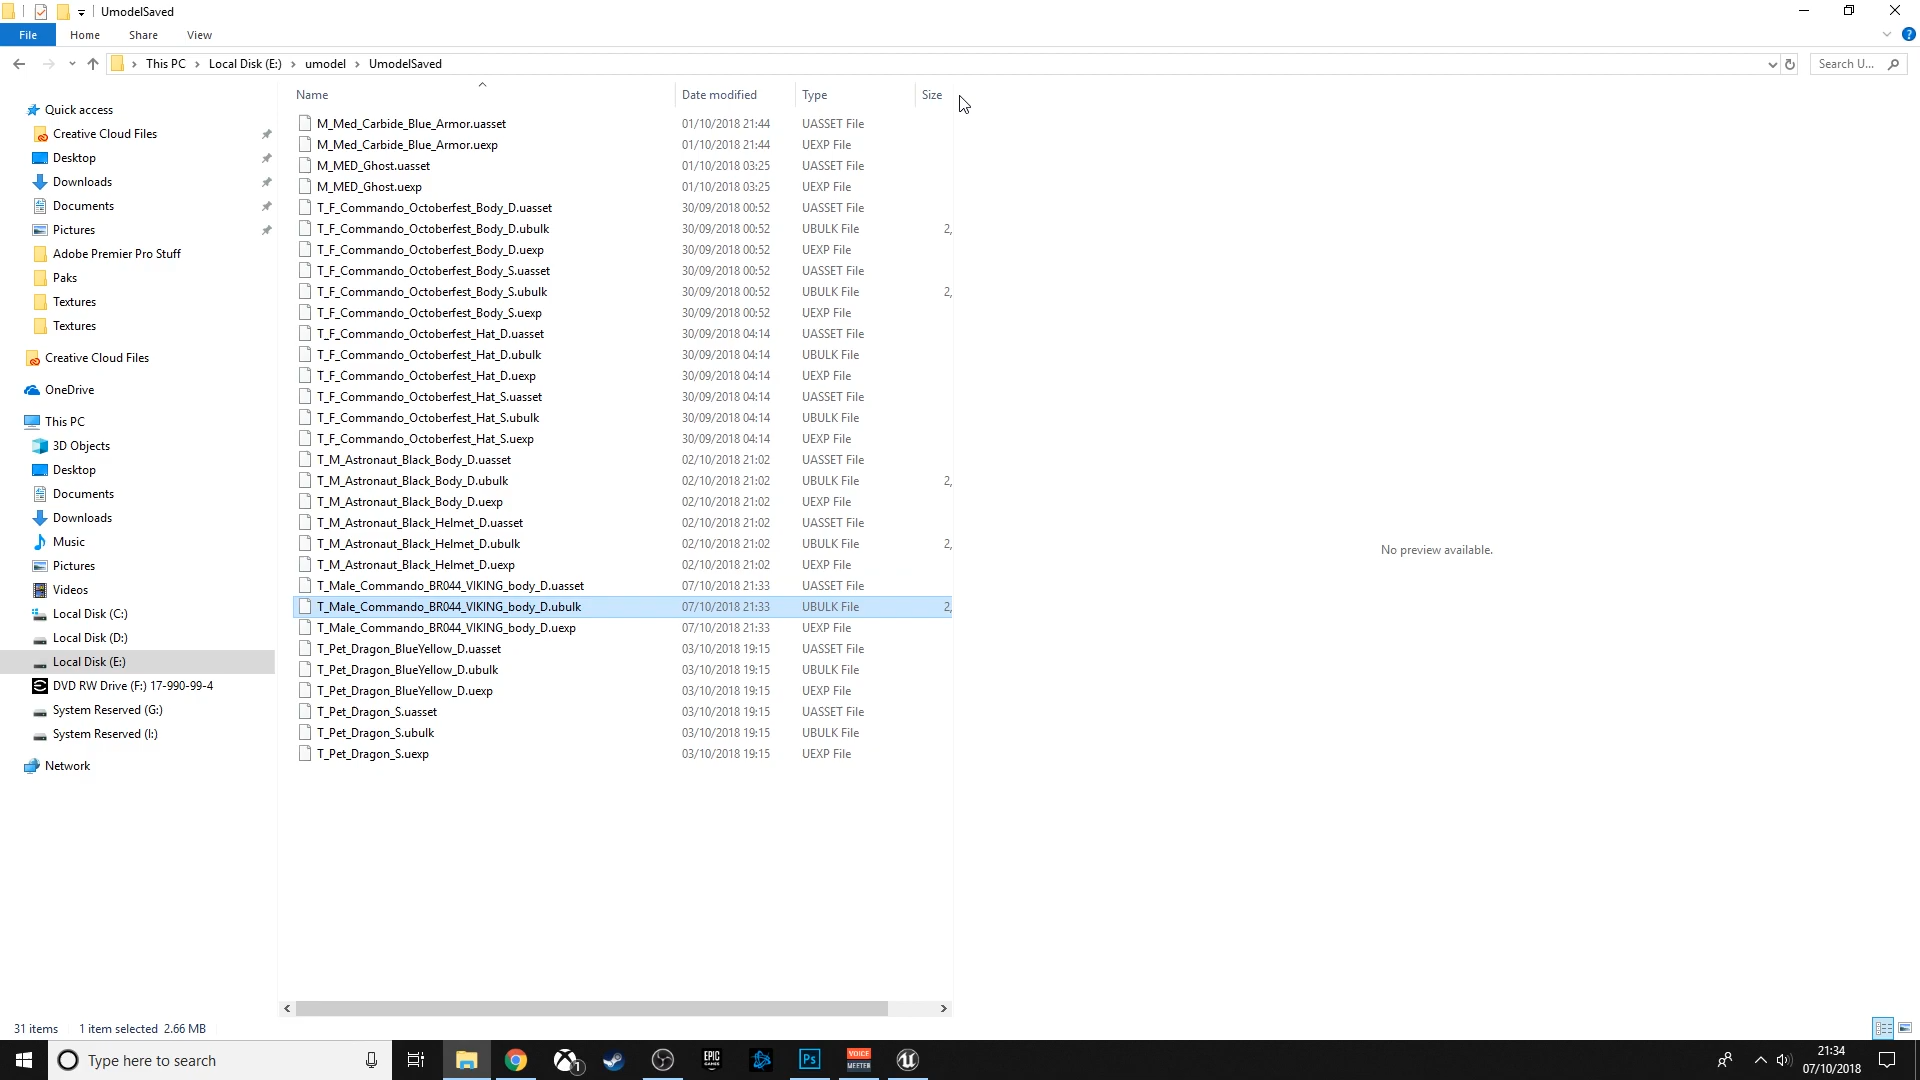 UmodelSaved
File Home Share View
This PC Local Disk (E:) umodel UmodelSaved Search U...
Name Date modified Type Size
Quick access
Creative Cloud Files
Desktop
Downloads
Documents
Pictures
Adobe Premier Pro Stuff
Paks
Textures
Textures
Creative Cloud Files
OneDrive
This PC
3D Objects
Desktop
Documents
Downloads
Music
Pictures
Videos
Local Disk (C:)
Local Disk (D:)
Local Disk (E:)
DVD RW Drive (F:) 17-990-99-4
System Reserved (G:)
System Reserved (I:)
Network
M_Med_Carbide_Blue_Armor.uasset 01/10/2018 21:44 UASSET File
M_Med_Carbide_Blue_Armor.uexp 01/10/2018 21:44 UEXP File
M_MED_Ghost.uasset 01/10/2018 03:25 UASSET File
M_MED_Ghost.uexp 01/10/2018 03:25 UEXP File
T_F_Commando_Octoberfest_Body_D.uasset 30/09/2018 00:52 UASSET File
T_F_Commando_Octoberfest_Body_D.ubulk 30/09/2018 00:52 UBULK File 2,
T_F_Commando_Octoberfest_Body_D.uexp 30/09/2018 00:52 UEXP File
T_F_Commando_Octoberfest_Body_S.uasset 30/09/2018 00:52 UASSET File
T_F_Commando_Octoberfest_Body_S.ubulk 30/09/2018 00:52 UBULK File 2,
T_F_Commando_Octoberfest_Body_S.uexp 30/09/2018 00:52 UEXP File
T_F_Commando_Octoberfest_Hat_D.uasset 30/09/2018 04:14 UASSET File
T_F_Commando_Octoberfest_Hat_D.ubulk 30/09/2018 04:14 UBULK File
T_F_Commando_Octoberfest_Hat_D.uexp 30/09/2018 04:14 UEXP File
T_F_Commando_Octoberfest_Hat_S.uasset 30/09/2018 04:14 UASSET File
T_F_Commando_Octoberfest_Hat_S.ubulk 30/09/2018 04:14 UBULK File
T_F_Commando_Octoberfest_Hat_S.uexp 30/09/2018 04:14 UEXP File
T_M_Astronaut_Black_Body_D.uasset 02/10/2018 21:02 UASSET File
T_M_Astronaut_Black_Body_D.ubulk 02/10/2018 21:02 UBULK File 2,
T_M_Astronaut_Black_Body_D.uexp 02/10/2018 21:02 UEXP File
T_M_Astronaut_Black_Helmet_D.uasset 02/10/2018 21:02 UASSET File
T_M_Astronaut_Black_Helmet_D.ubulk 02/10/2018 21:02 UBULK File 2,
T_M_Astronaut_Black_Helmet_D.uexp 02/10/2018 21:02 UEXP File
T_Male_Commando_BR044_VIKING_body_D.uasset 07/10/2018 21:33 UASSET File
T_Male_Commando_BR044_VIKING_body_D.ubulk 07/10/2018 21:33 UBULK File 2,
T_Male_Commando_BR044_VIKING_body_D.uexp 07/10/2018 21:33 UEXP File
T_Pet_Dragon_BlueYellow_D.uasset 03/10/2018 19:15 UASSET File
T_Pet_Dragon_BlueYellow_D.ubulk 03/10/2018 19:15 UBULK File
T_Pet_Dragon_BlueYellow_D.uexp 03/10/2018 19:15 UEXP File
T_Pet_Dragon_S.uasset 03/10/2018 19:15 UASSET File
T_Pet_Dragon_S.ubulk 03/10/2018 19:15 UBULK File
T_Pet_Dragon_S.uexp 03/10/2018 19:15 UEXP File
No preview available.
31 items 1 item selected 2.66 MB
Type here to search
1
EPIC
GAMES
Ps
VOICE
MEETER
21:34
07/10/2018